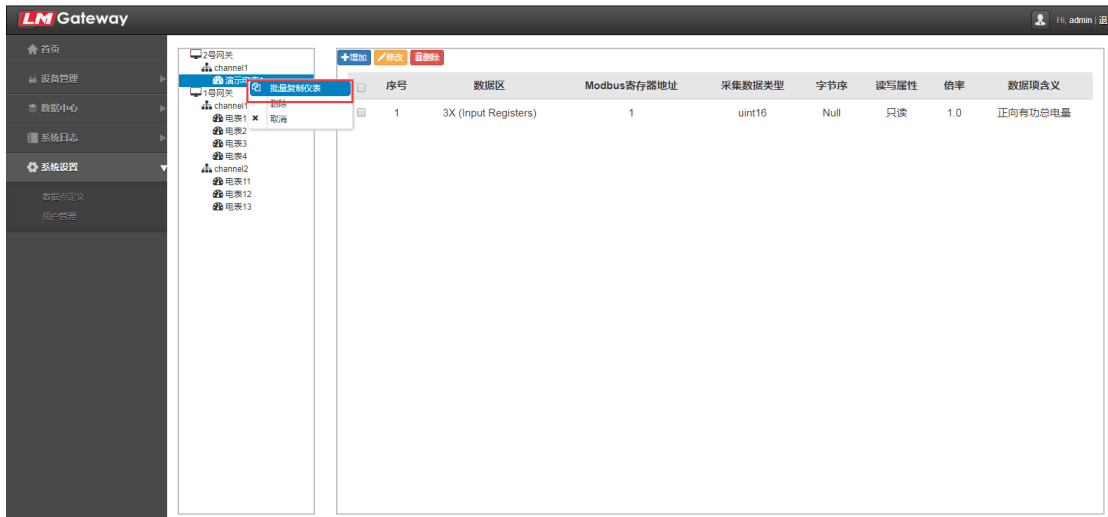 LM Gateway
Hi, admin |
首页
设备管理
数据中心
系统日志
系统设置
数据点定义
用户管理
2号网关
channel1
演示电表1
批量复制仪表
删除
取消
1号网关
channel1
电表1
电表2
电表3
电表4
channel2
电表11
电表12
电表13
增加 修改 删除
序号 数据区 Modbus寄存器地址 采集数据类型 字节序 读写属性 倍率 数据项含义
1 3X (Input Registers) 1 uint16 Null 只读 1.0 正向有功总电量